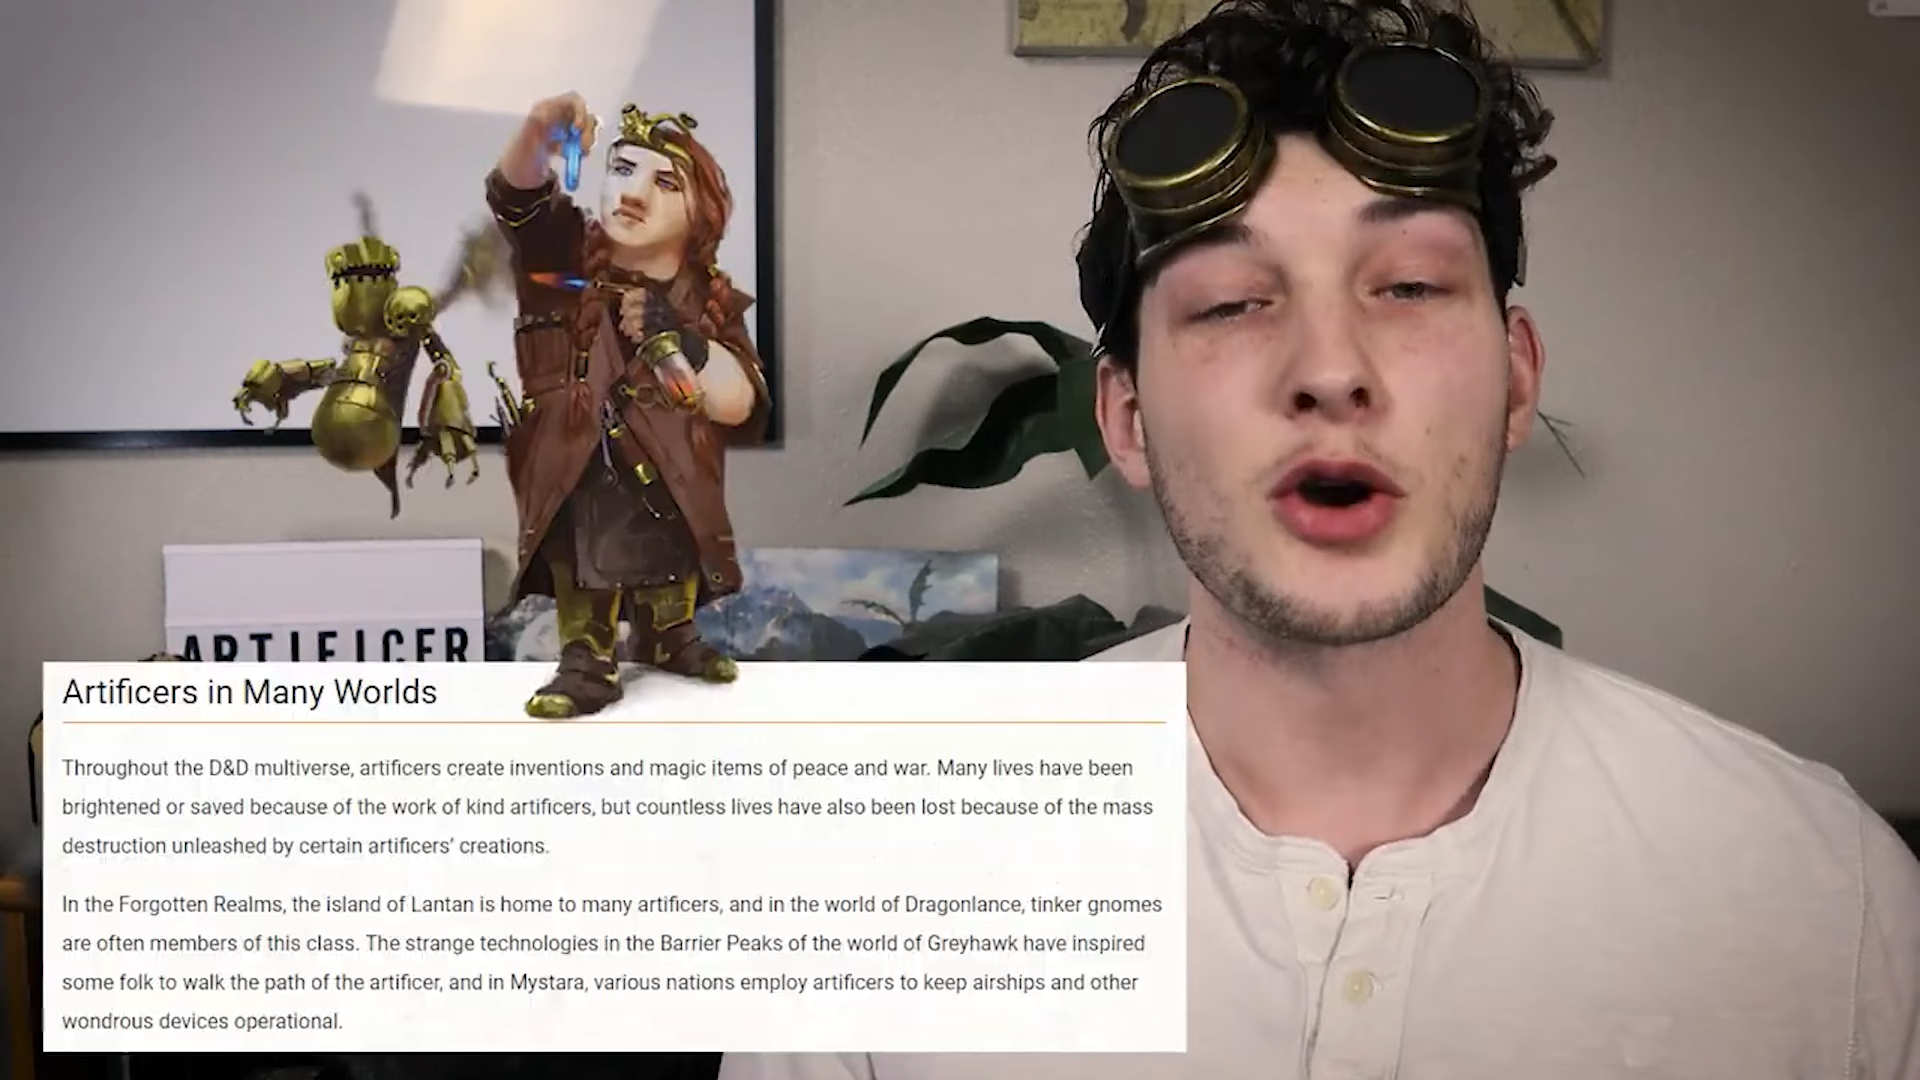 ARTIFICER
Artificers in Many Worlds
Throughout the D&D multiverse, artificers create inventions and magic items of peace and war. Many lives have been
brightened or saved because of the work of kind artificers, but countless lives have also been lost because of the mass
destruction unleashed by certain artificers’ creations.
In the Forgotten Realms, the island of Lantan is home to many artificers, and in the world of Dragonlance, tinker gnomes
are often members of this class. The strange technologies in the Barrier Peaks of the world of Greyhawk have inspired
some folk to walk the path of the artificer, and in Mystara, various nations employ artificers to keep airships and other
wondrous devices operational.